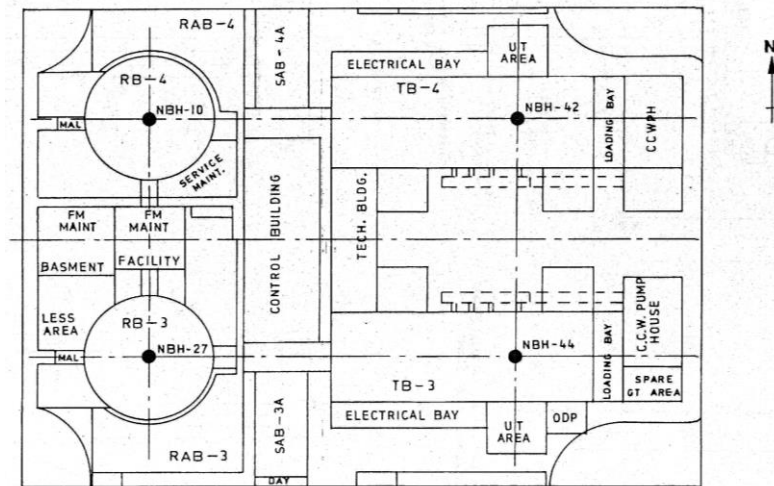 RAB-4
SAB-4A
UT
AREA
N
ELECTRICAL BAY
RB-4
TB-4
NBH-10
NBH-42
LOADING BAY
CCWPH
MAL
SERVICE
MAINT.
TECH. BLDG.
FM
MAINT
FM
MAINT
CONTROL BUILDING
BASMENT
FACILITY
LESS
AREA
RB-3
C.C.W. PUMP
HOUSE
MAL
NBH-27
NBH-44
LOADING BAY
TB-3
SPARE
GT AREA
SAB-3A
ELECTRICAL BAY
UT
AREA
ODP
RAB-3
DAY